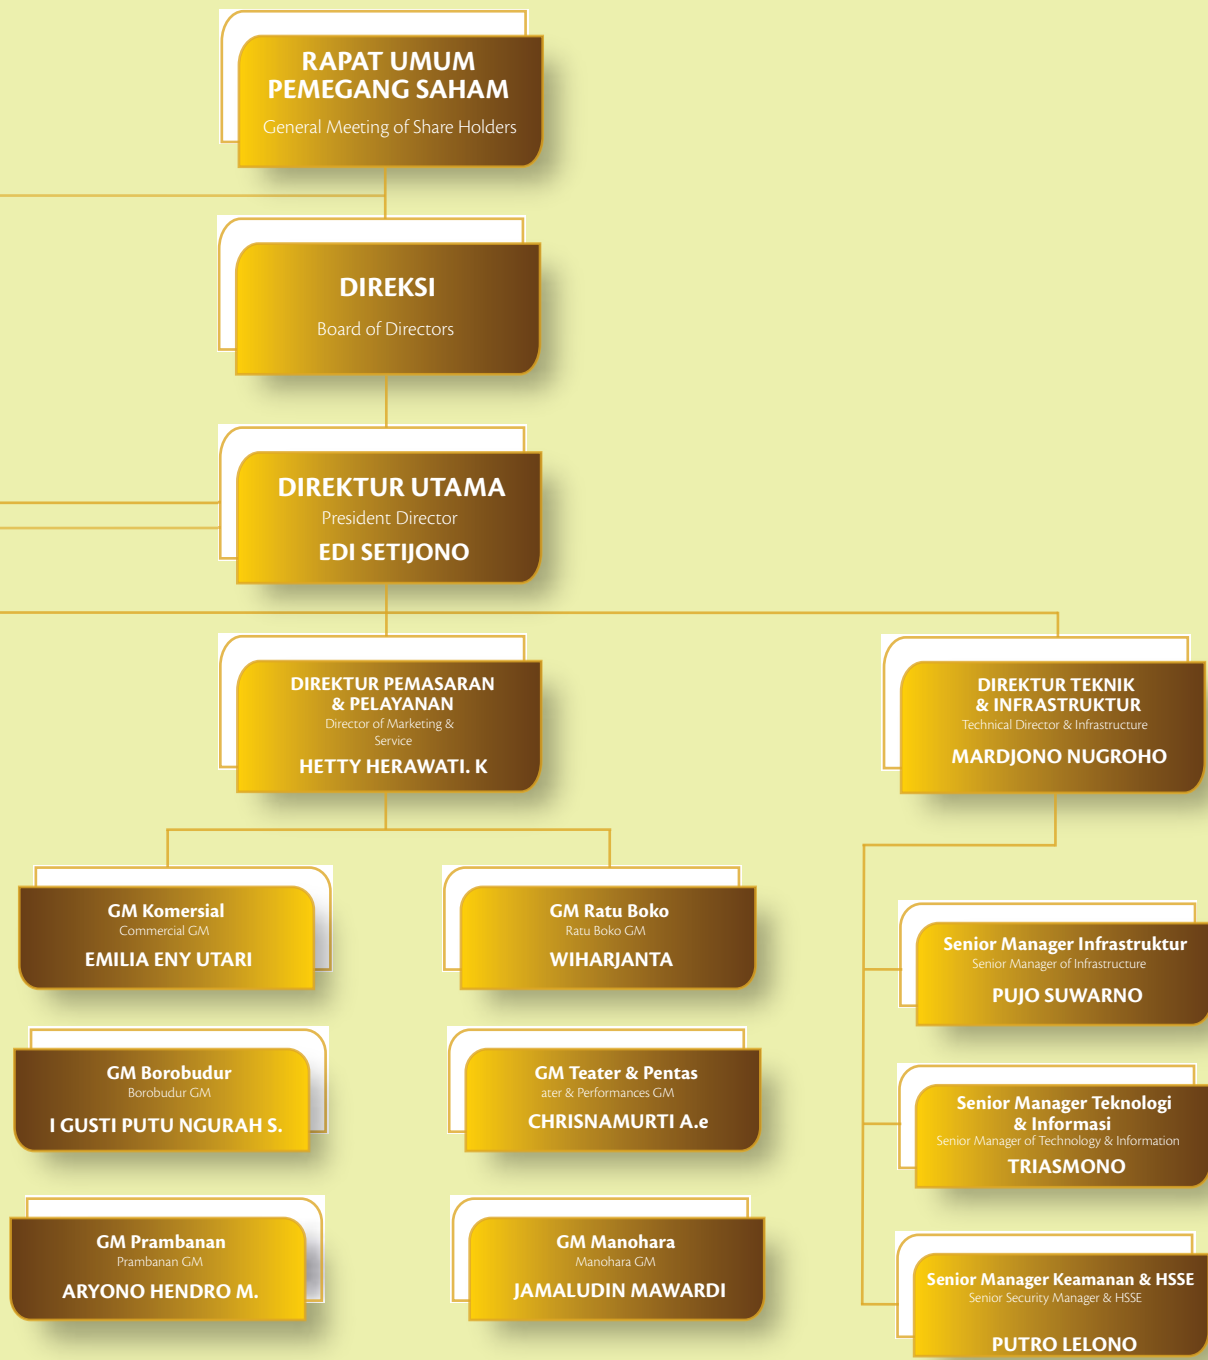 RAPAT UMUM
PEMEGANG SAHAM
General Meeting of Share Holders
DIREKSI
Board of Directors
DIREKTUR UTAMA
President Director
EDI SETIJONO
DIREKTUR PEMASARAN
& PELAYANAN
Director of Marketing &
Service
HETTY HERAWATI. K
DIREKTUR TEKNIK
& INFRASTRUKTUR
Technical Director & Infrastructure
MARDJONO NUGROHO
GM Komersial
Commercial GM
EMILIA ENY UTARI
GM Borobudur
Borobudur GM
I GUSTI PUTU NGURAH S.
GM Prambanan
Prambanan GM
ARYONO HENDRO M.
GM Ratu Boko
Ratu Boko GM
WIHARJANTA
GM Teater & Pentas
ater & Performances GM
CHRISNAMURTI A.e
GM Manohara
Manohara GM
JAMALUDIN MAWARDI
Senior Manager Infrastruktur
Senior Manager of Infrastructure
PUJO SUWARNO
Senior Manager Teknologi
& Informasi
Senior Manager of Technology & Information
TRIASMONO
Senior Manager Keamanan & HSSE
Senior Security Manager & HSSE
PUTRO LELONO